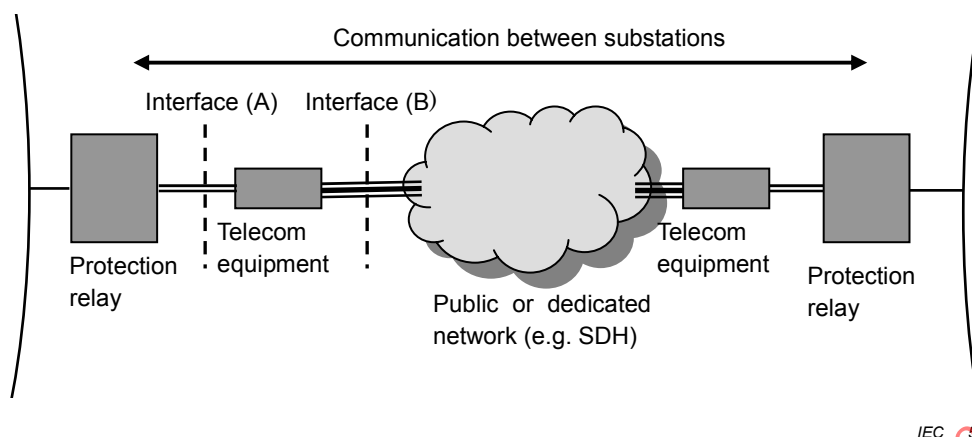 Communication between substations
Interface (A)
Interface (B)
Telecom
equipment
Telecom
equipment
Protection
relay
Protection
relay
Public or dedicated
network (e.g. SDH)
IEC